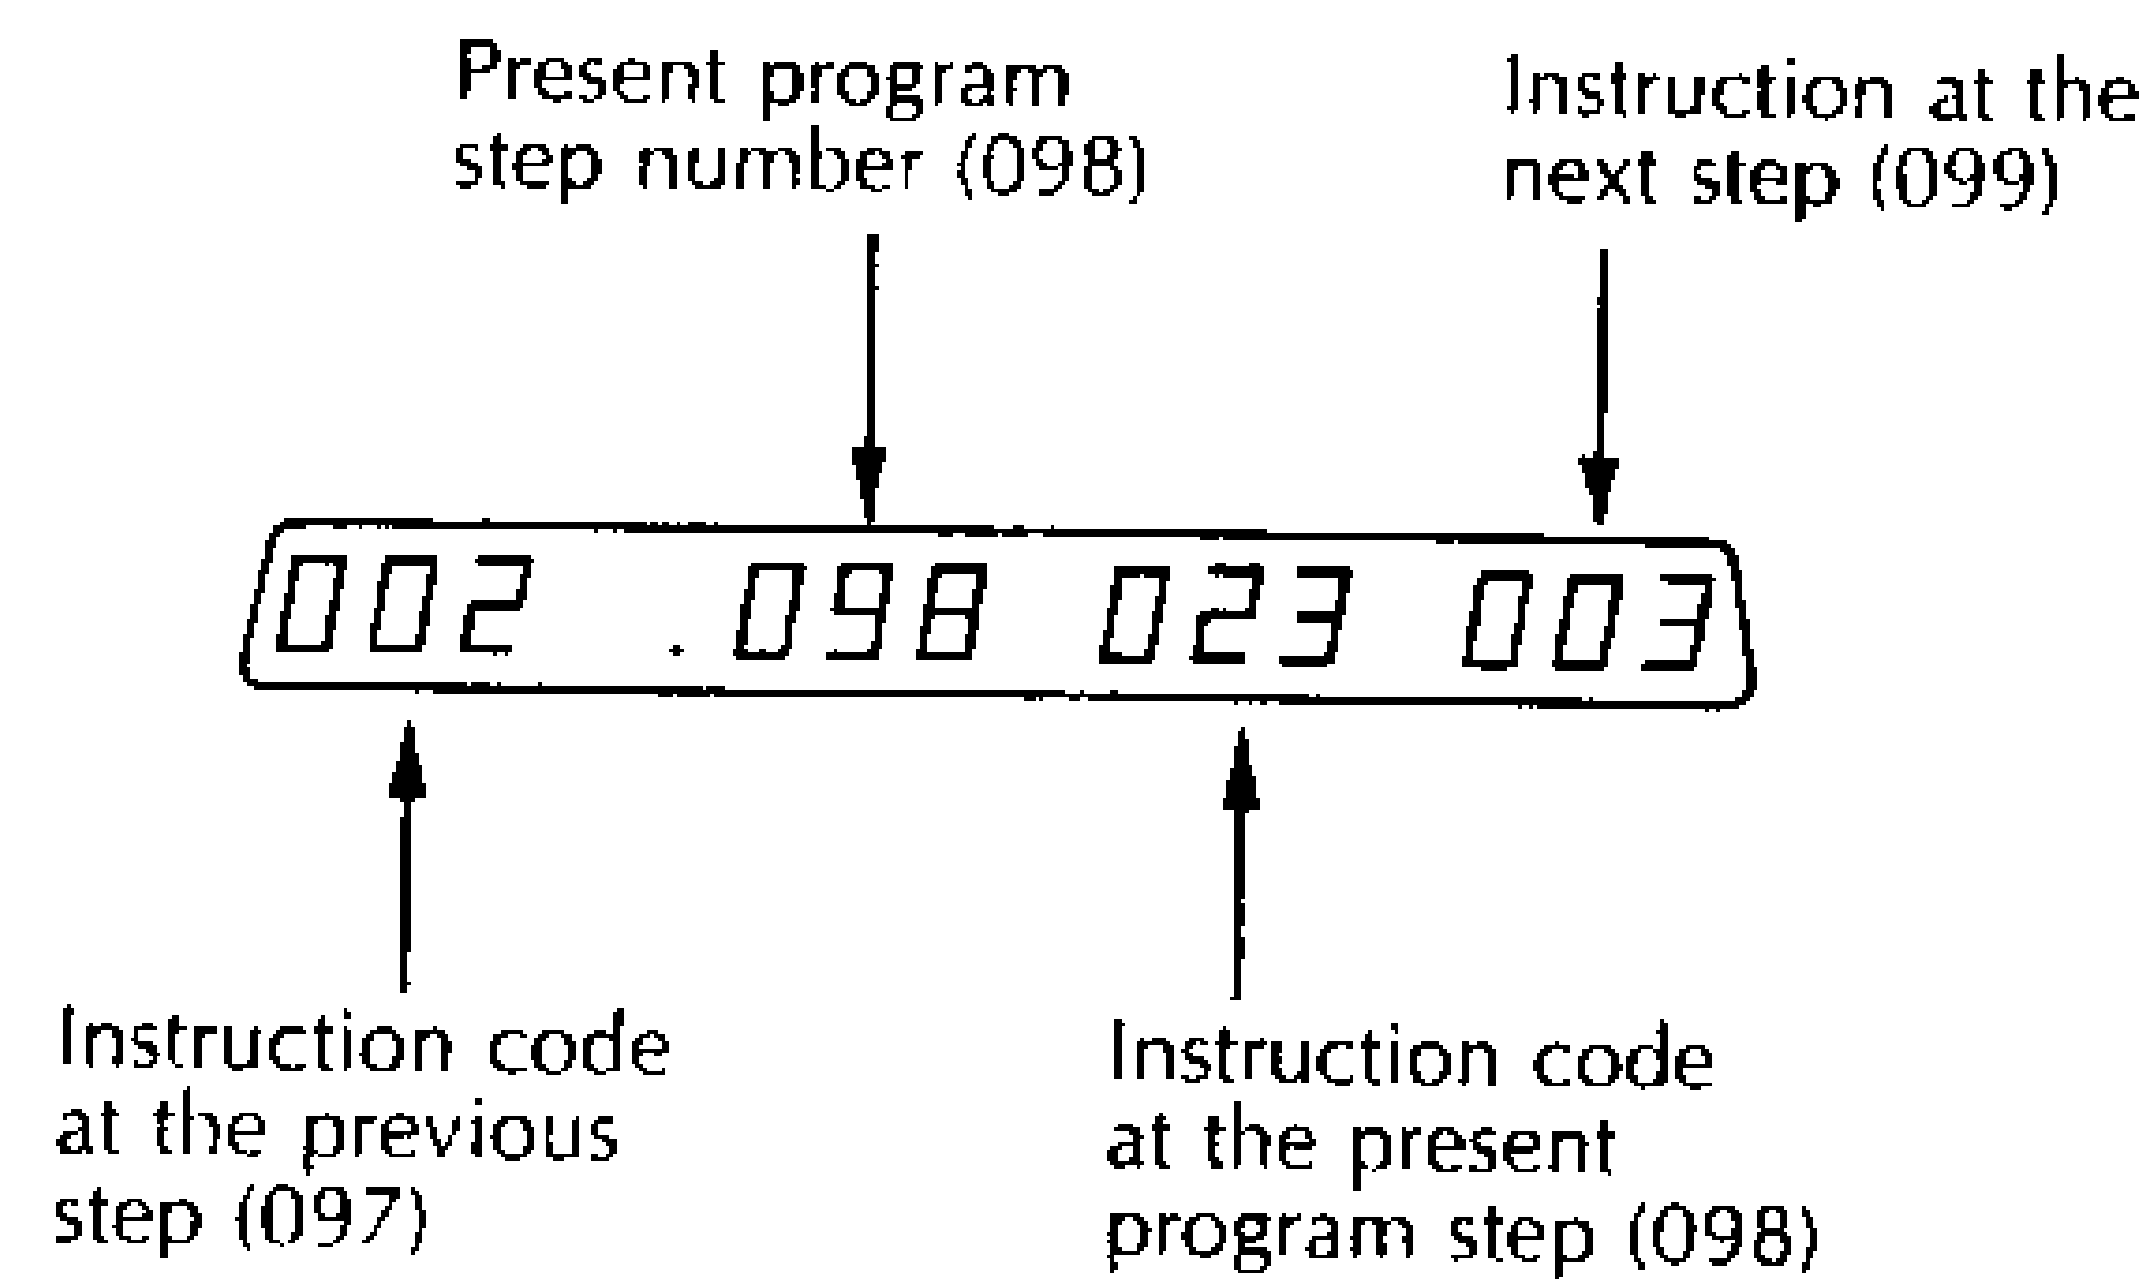 Present program
step number (098)
Instruction at the
next step (099)
002 .098 023 003
Instruction code
at the previous
step (097)
Instruction code
at the present
program step (098)